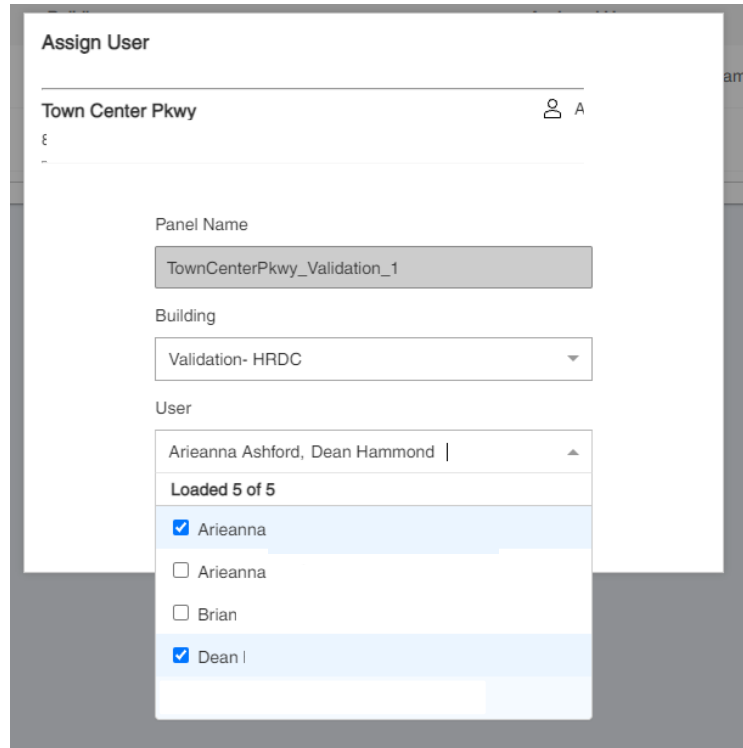 Assign User
Town Center Pkwy
A
Panel Name
TownCenterPkwy_Validation_1
Building
Validation- HRDC
User
Arieanna Ashford, Dean Hammond
Loaded 5 of 5
Arieanna
Arieanna
Brian
Dean